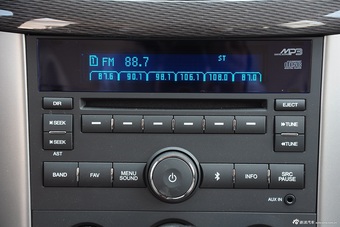 1 FM 88.7 ST
87.6 90.1 98.1 106.1 108.0 87.0
MP3
DIR EJECT
SEEK TUNE
SEEK TUNE
AST
BAND FAV MENU SOUND INFO SRC PAUSE
AUX IN